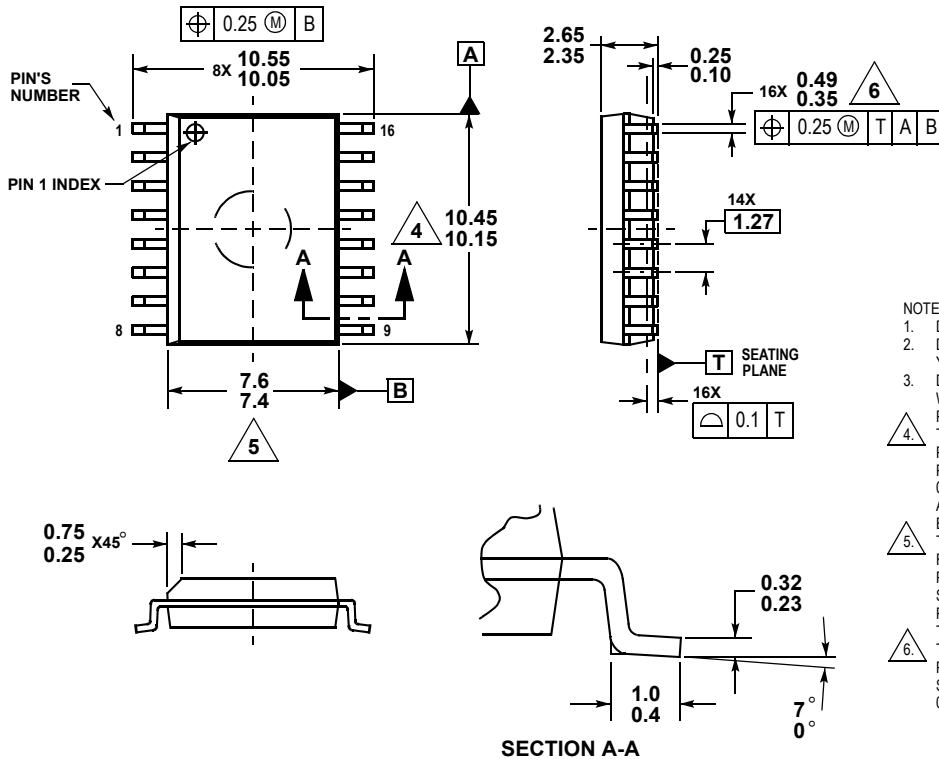 ⌖ 0.25 Ⓜ B
8X 10.55
10.05
PIN'S
NUMBER
1
16
PIN 1 INDEX
A
4
10.45
10.15
A A
8
9
7.6
7.4
B
5
2.65
2.35
0.25
0.10
16X 0.49
0.35
6
⌖ 0.25 Ⓜ T A B
14X
1.27
T SEATING
PLANE
16X
⌓ 0.1 T
NOTE
1.
2.
3.
4.
5.
6.
0.75
0.25
X45°
0.32
0.23
1.0
0.4
7°
0°
SECTION A-A